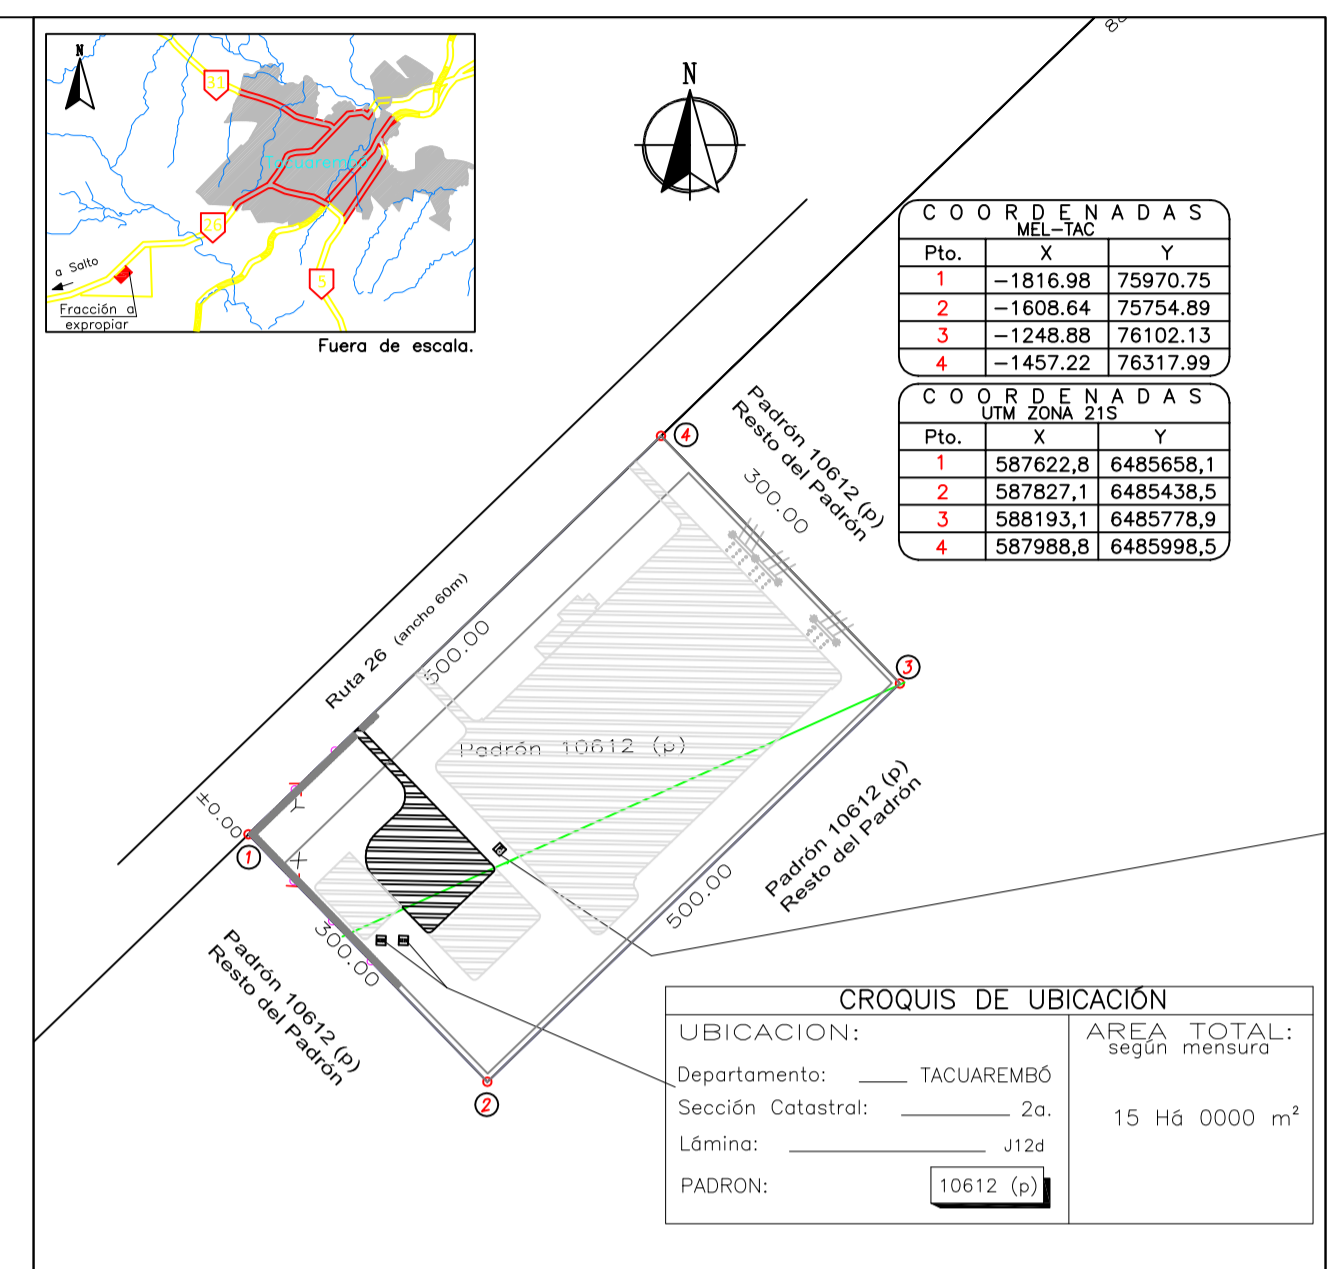 N
31
Tacuarembó
26
5
a Salto
Fracción a
expropiar
Fuera de escala.
N
80
C O O R D E N A D A S
MEL-TAC
Pto. X Y
1 -1816.98 75970.75
2 -1608.64 75754.89
3 -1248.88 76102.13
4 -1457.22 76317.99
C O O R D E N A D A S
UTM ZONA 21S
Pto. X Y
1 587622,8 6485658,1
2 587827,1 6485438,5
3 588193,1 6485778,9
4 587988,8 6485998,5
4
Padrón 10612 (p)
Resto del Padrón
300.00
Ruta 26 (ancho 60m)
500.00
3
Padrón 10612 (p)
±0.00
1
Y
X
Padrón 10612 (p)
Resto del Padrón
500.00
300.00
Padrón 10612 (p)
Resto del Padrón
2
CROQUIS DE UBICACIÓN
UBICACION:
Departamento: TACUAREMBÓ
Sección Catastral: 2a.
Lámina: J12d
PADRON: 10612 (p)
AREA TOTAL:
según mensura
15 Há 0000 m²